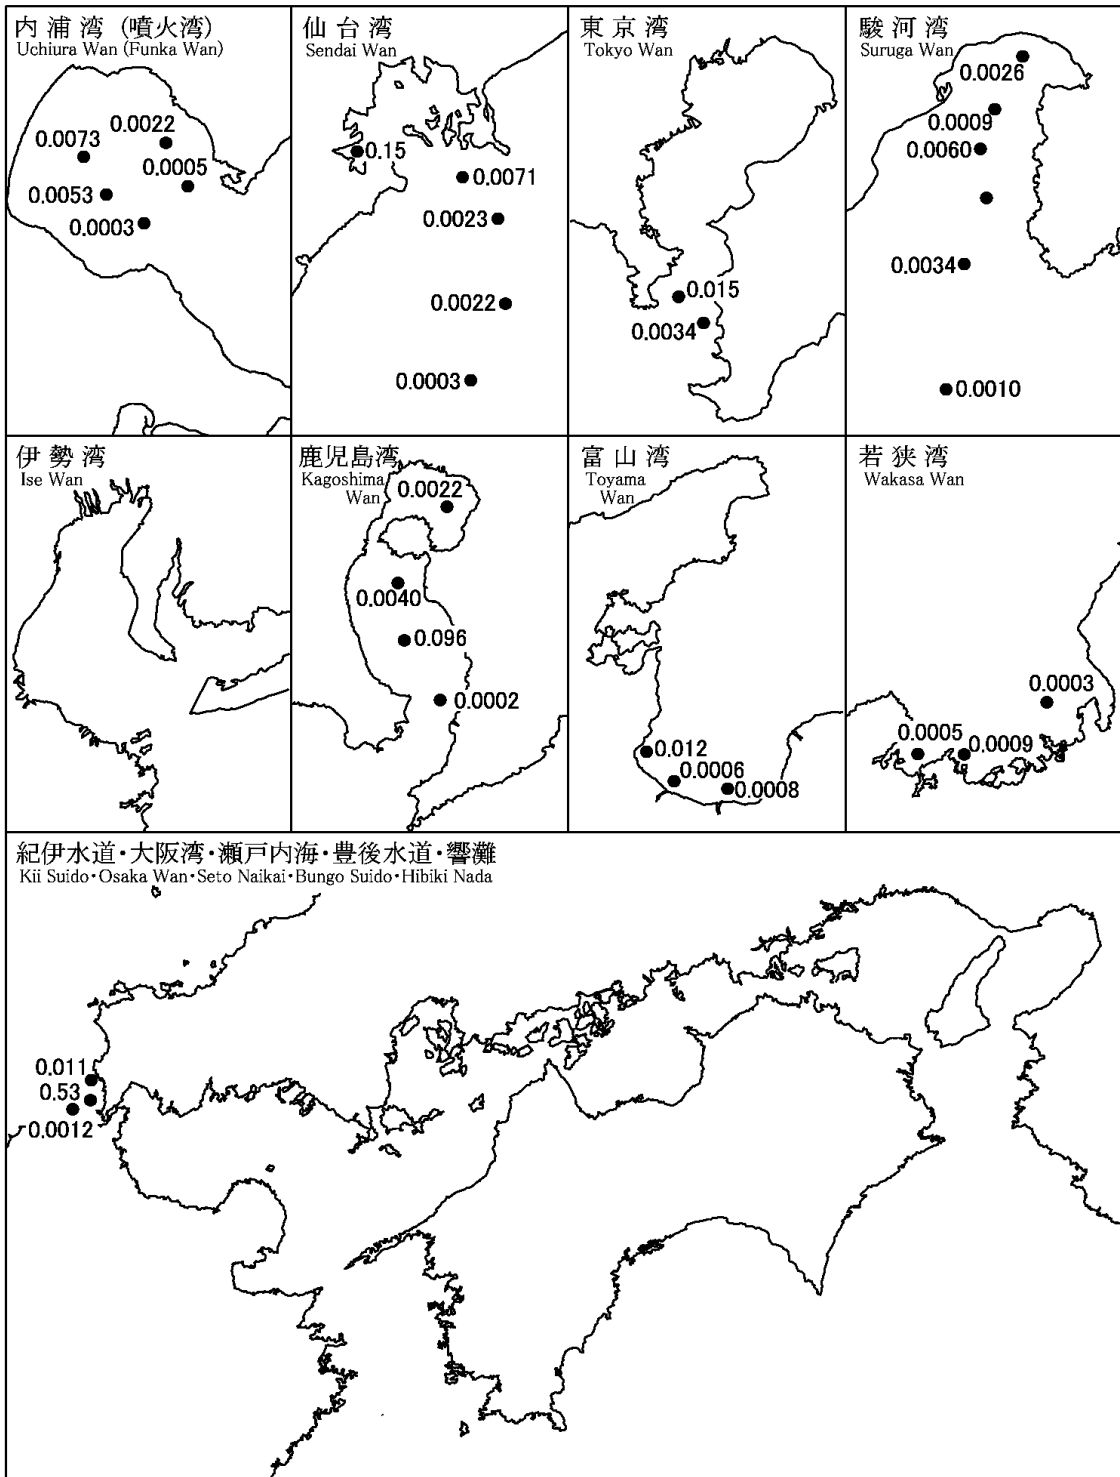 内浦湾 (噴火湾)
Uchiura Wan (Funka Wan)
0.0022
0.0073
0.0005
0.0053
0.0003
仙台湾
Sendai Wan
0.15
0.0071
0.0023
0.0022
0.0003
東京湾
Tokyo Wan
0.015
0.0034
駿河湾
Suruga Wan
0.0026
0.0009
0.0060
0.0034
0.0010
伊勢湾
Ise Wan
鹿児島湾
Kagoshima
Wan
0.0022
0.0040
0.096
0.0002
富山湾
Toyama
Wan
0.012
0.0006
0.0008
若狭湾
Wakasa Wan
0.0003
0.0005
0.0009
紀伊水道・大阪湾・瀬戸内海・豊後水道・響灘
Kii Suido・Osaka Wan・Seto Naikai・Bungo Suido・Hibiki Nada
0.011
0.53
0.0012